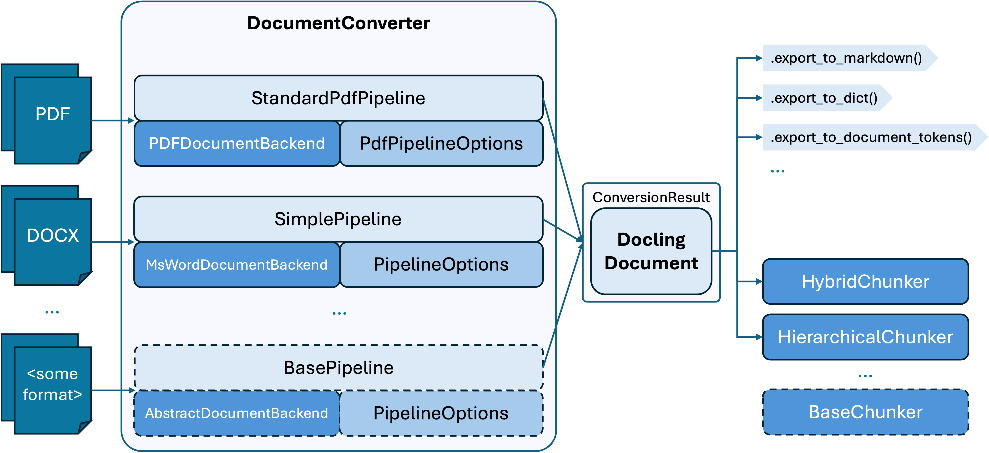 DocumentConverter
PDF
StandardPdfPipeline
PDFDocumentBackend
PdfPipelineOptions
DOCX
SimplePipeline
MsWordDocumentBackend
PipelineOptions
...
...
<some
format>
BasePipeline
AbstractDocumentBackend
PipelineOptions
ConversionResult
Docling
Document
.export_to_markdown()
.export_to_dict()
.export_to_document_tokens()
...
HybridChunker
HierarchicalChunker
...
BaseChunker